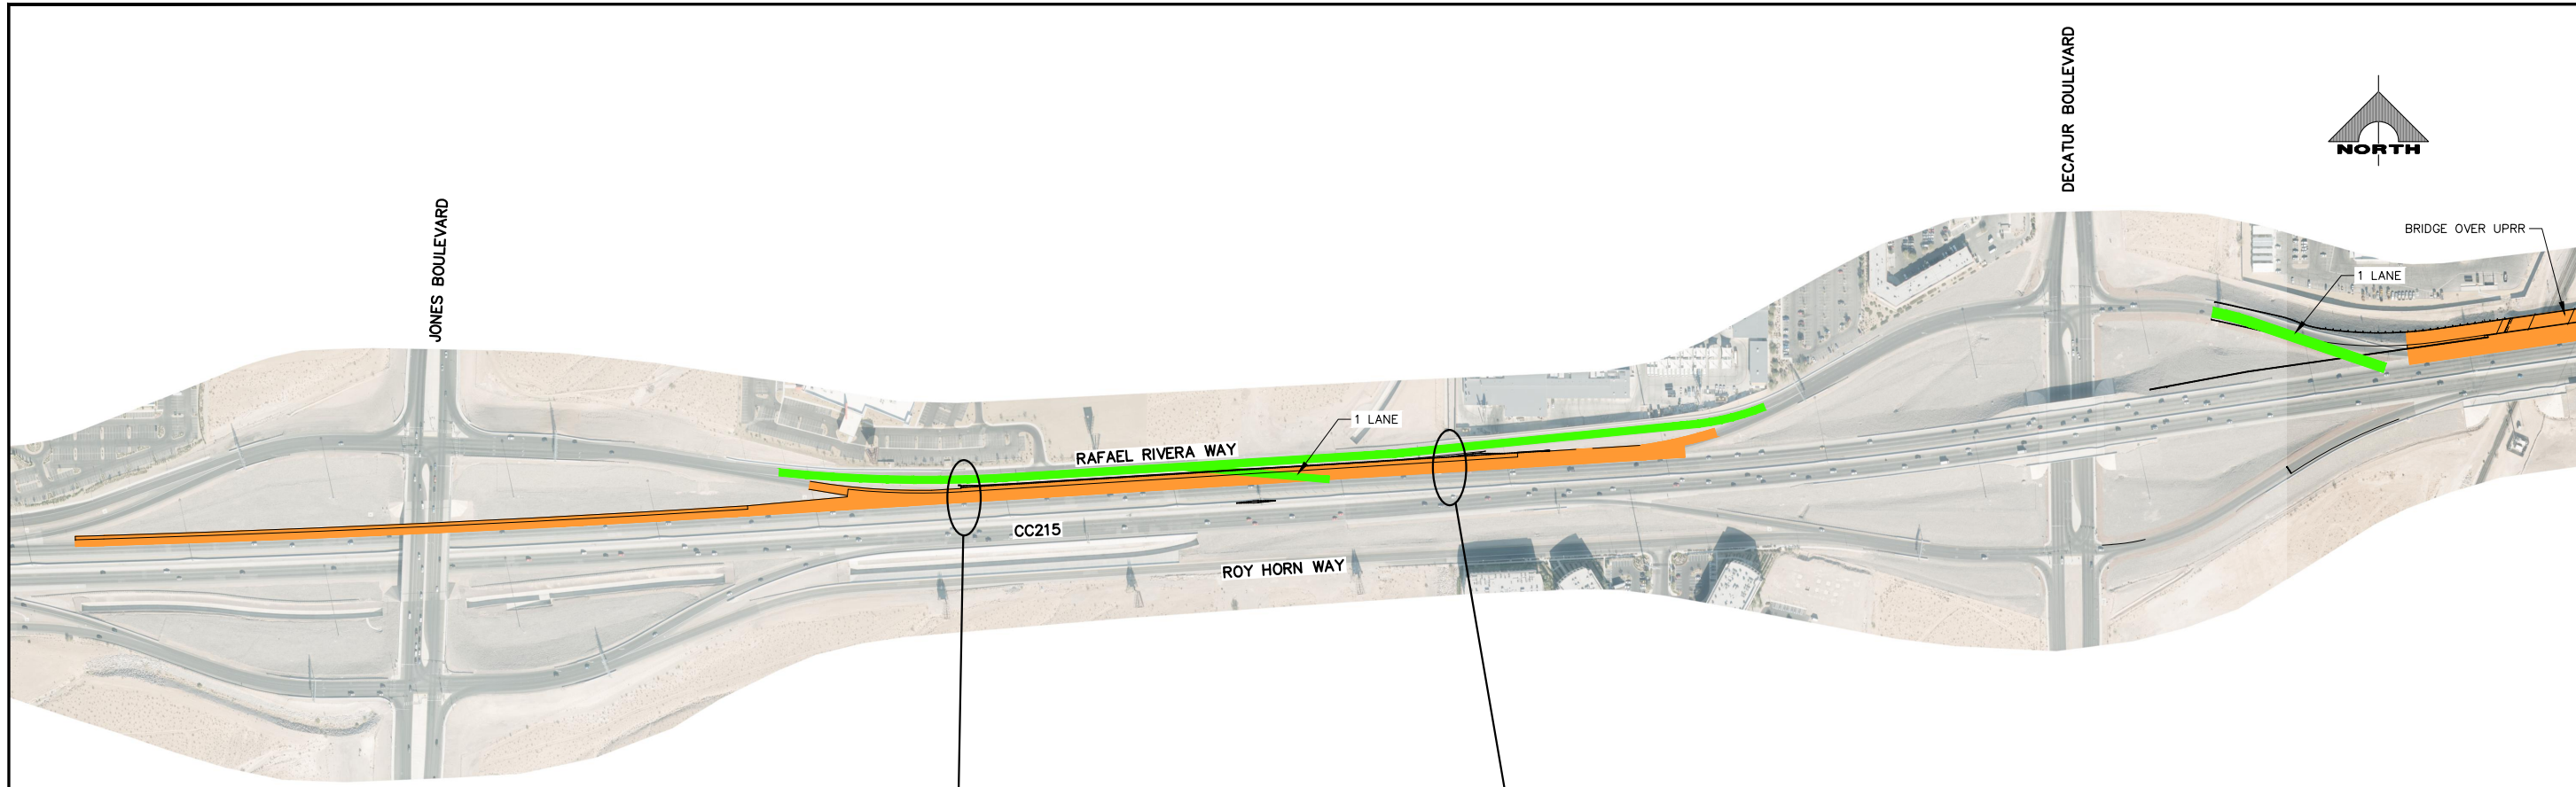 JONES BOULEVARD
DECATUR BOULEVARD
NORTH
BRIDGE OVER UPRR
1 LANE
1 LANE
RAFAEL RIVERA WAY
CC215
ROY HORN WAY